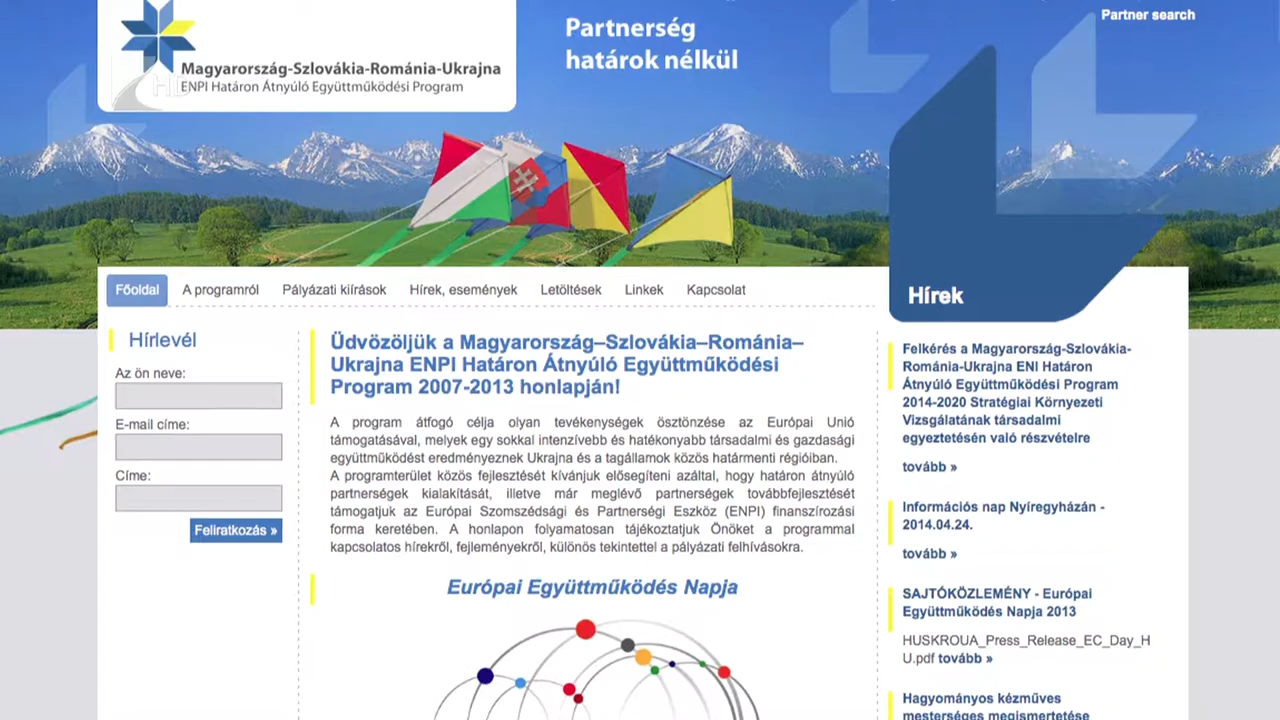 Partner search
Partnerség
határok nélkül
Magyarország-Szlovákia-Románia-Ukrajna
ENPI Határon Átnyúló Együttműködési Program
HD
Főoldal A programról Pályázati kiírások Hírek, események Letöltések Linkek Kapcsolat
Hírlevél
Az ön neve:
E-mail címe:
Címe:
Feliratkozás »
Üdvözöljük a Magyarország–Szlovákia–Románia–
Ukrajna ENPI Határon Átnyúló Együttműködési
Program 2007-2013 honlapján!
A program átfogó célja olyan tevékenységek ösztönzése az Európai Unió
támogatásával, melyek egy sokkal intenzívebb és hatékonyabb társadalmi és gazdasági
együttműködést eredményeznek Ukrajna és a tagállamok közös határmenti régióiban.
A programterület közös fejlesztését kívánjuk elősegíteni azáltal, hogy határon átnyúló
partnerségek kialakítását, illetve már meglévő partnerségek továbbfejlesztését
támogatjuk az Európai Szomszédsági és Partnerségi Eszköz (ENPI) finanszírozási
forma keretében. A honlapon folyamatosan tájékoztatjuk Önöket a programmal
kapcsolatos hírekről, fejleményekről, különös tekintettel a pályázati felhívásokra.
Európai Együttműködés Napja
Hírek
Felkérés a Magyarország-Szlovákia-
Románia-Ukrajna ENI Határon
Átnyúló Együttműködési Program
2014-2020 Stratégiai Környezeti
Vizsgálatának társadalmi
egyeztetésén való részvételre
tovább »
Információs nap Nyíregyházán -
2014.04.24.
tovább »
SAJTÓKÖZLEMÉNY - Európai
Együttműködés Napja 2013
HUSKROUA_Press_Release_EC_Day_H
U.pdf tovább »
Hagyományos kézműves
mesterséges megismertetése